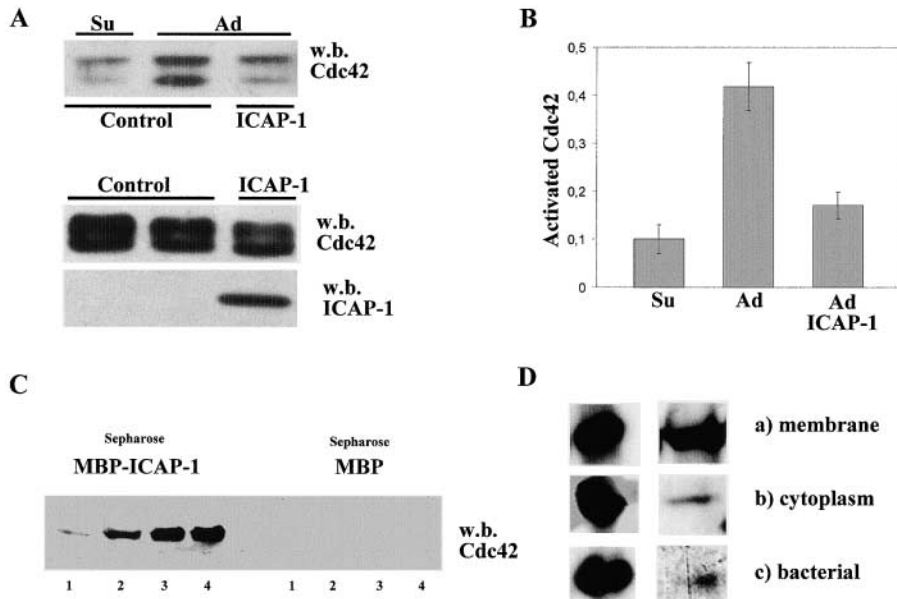 A
Su Ad
w.b.
Cdc42
Control ICAP-1
Control ICAP-1
w.b.
Cdc42
w.b.
ICAP-1
B
Activated Cdc42
0,5
0,4
0,3
0,2
0,1
0
Su Ad Ad
ICAP-1
C
Sepharose Sepharose
MBP-ICAP-1 MBP
w.b.
Cdc42
1 2 3 4 1 2 3 4
D
a) membrane
b) cytoplasm
c) bacterial